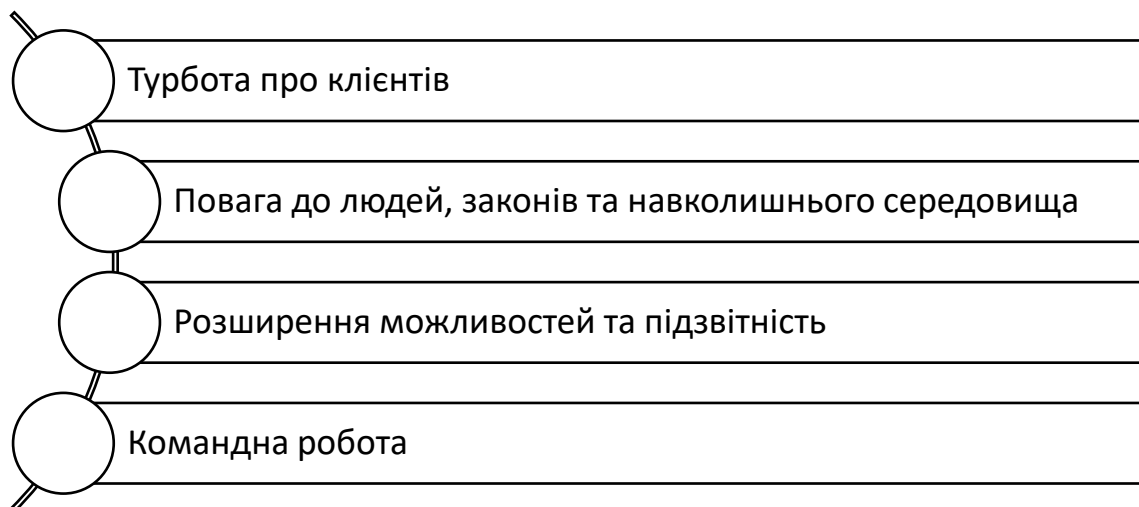 Турбота про клієнтів
Повага до людей, законів та навколишнього середовища
Розширення можливостей та підзвітність
Командна робота